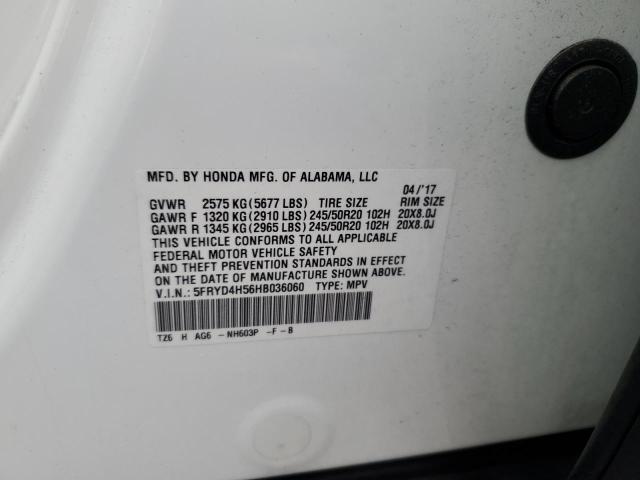 MFD. BY HONDA MFG. OF ALABAMA, LLC 04/'17
GVWR 2575 KG (5677 LBS) TIRE SIZE RIM SIZE
GAWR F 1320 KG (2910 LBS) 245/50R20 102H 20X8.0J
GAWR R 1345 KG (2965 LBS) 245/50R20 102H 20X8.0J
THIS VEHICLE CONFORMS TO ALL APPLICABLE
FEDERAL MOTOR VEHICLE SAFETY
AND THEFT PREVENTION STANDARDS IN EFFECT
ON THE DATE OF MANUFACTURE SHOWN ABOVE.
V.I.N.: 5FRYD4H56HB036060 TYPE: MPV
TZ6 H AG6 -NH603P -F-B